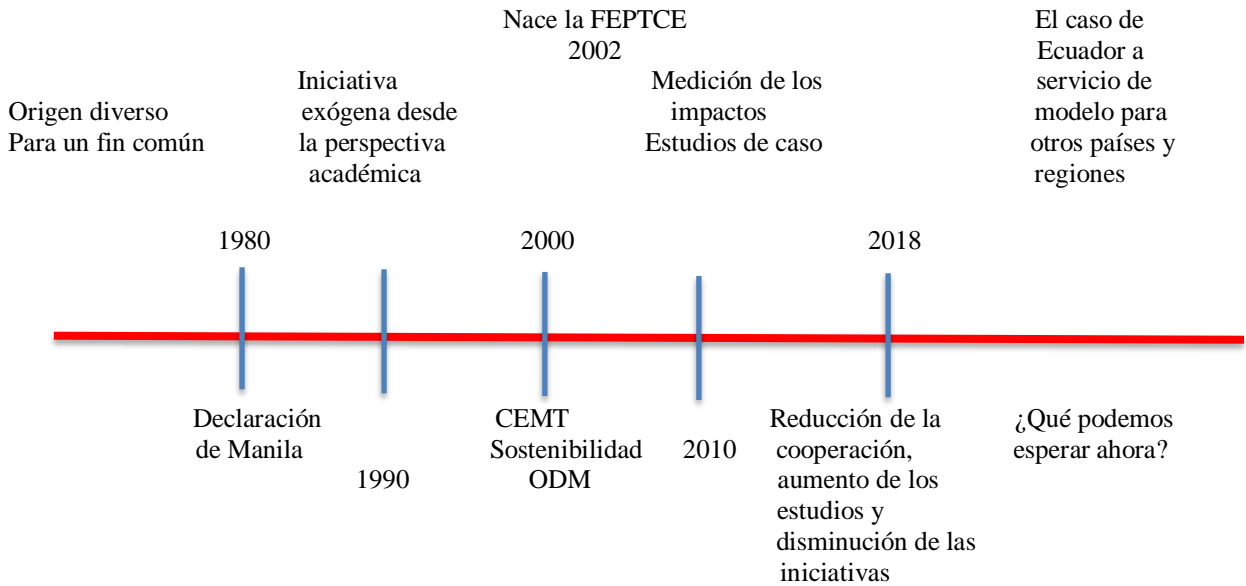 Origen diverso
Para un fin común
Iniciativa
exógena desde
la perspectiva
académica
Nace la FEPTCE
2002
Medición de los
impactos
Estudios de caso
El caso de
Ecuador a
servicio de
modelo para
otros países y
regiones
1980
2000
2018
Declaración
de Manila
1990
CEMT
Sostenibilidad
ODM
2010
Reducción de la
cooperación,
aumento de los
estudios y
disminución de las
iniciativas
¿Qué podemos
esperar ahora?